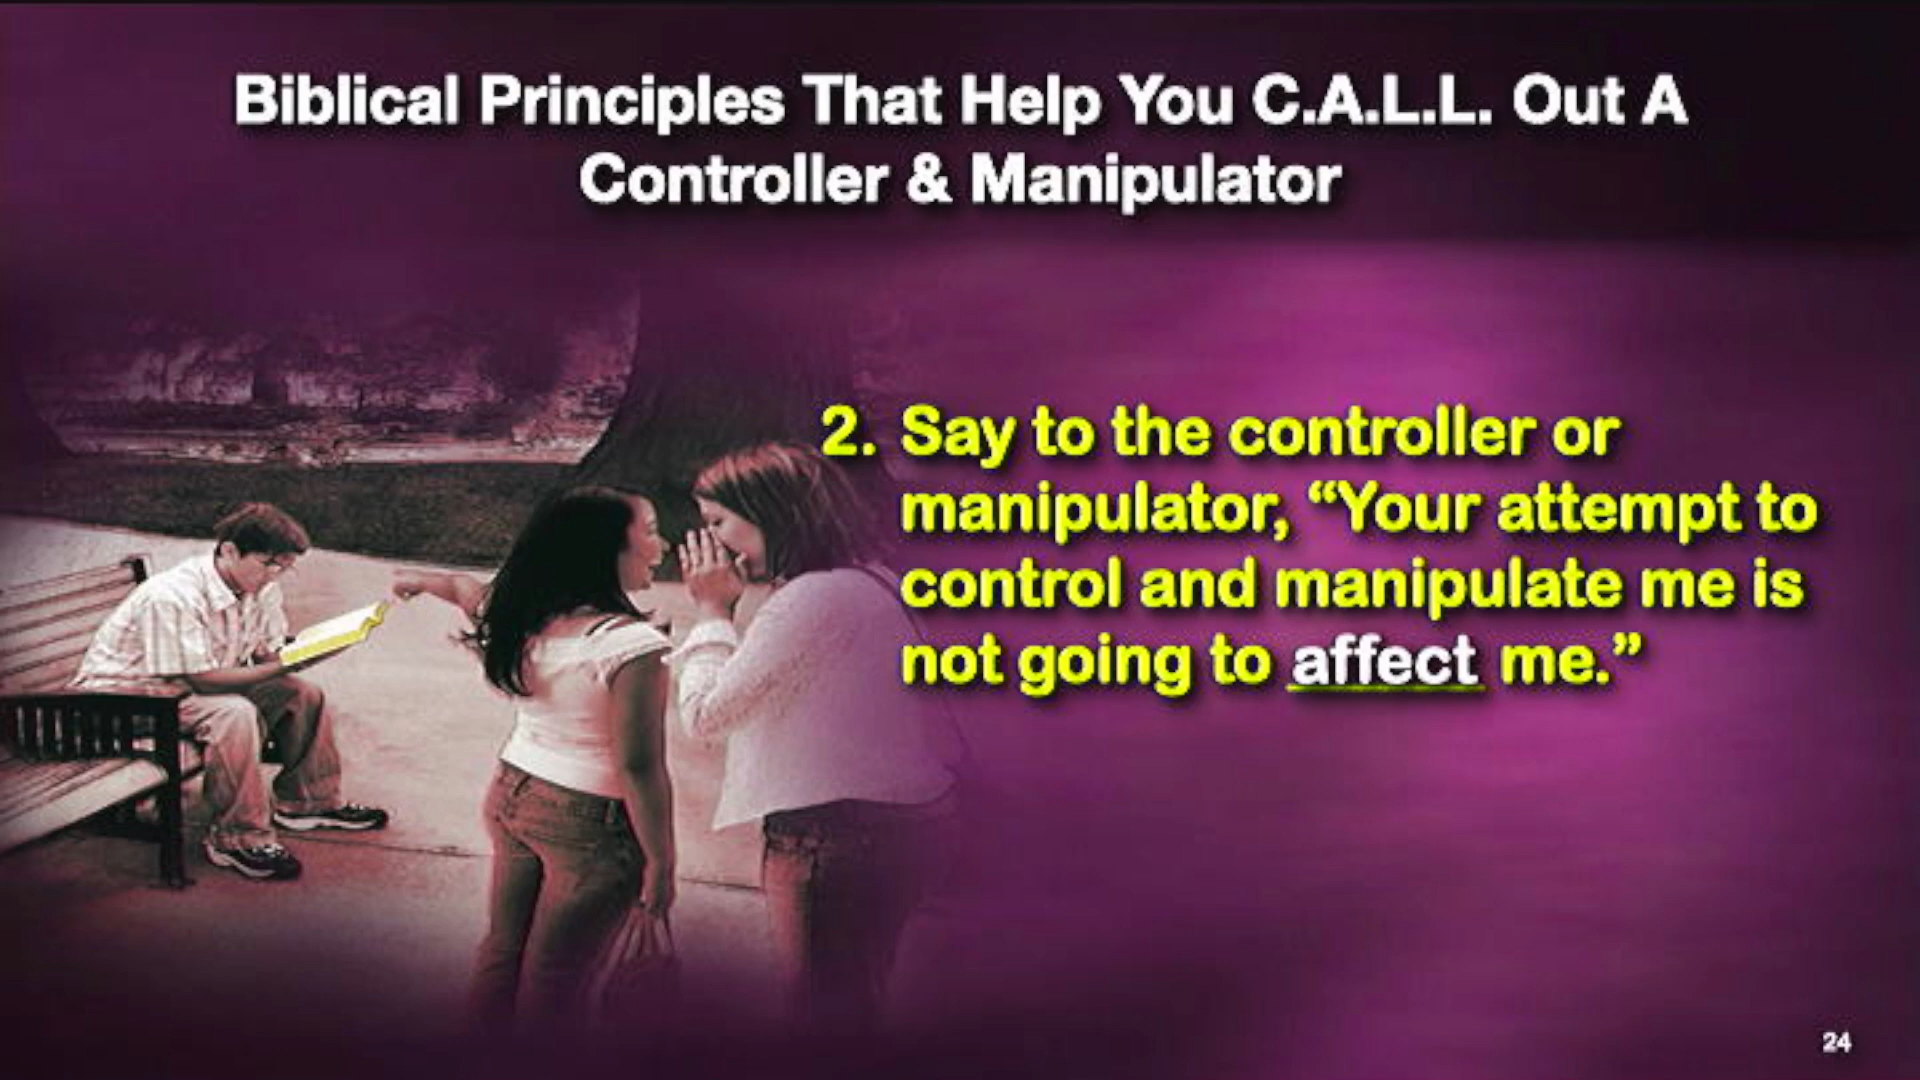 Biblical Principles That Help You C.A.L.L. Out A
Controller & Manipulator
2. Say to the controller or
manipulator, “Your attempt to
control and manipulate me is
not going to affect me.”
24